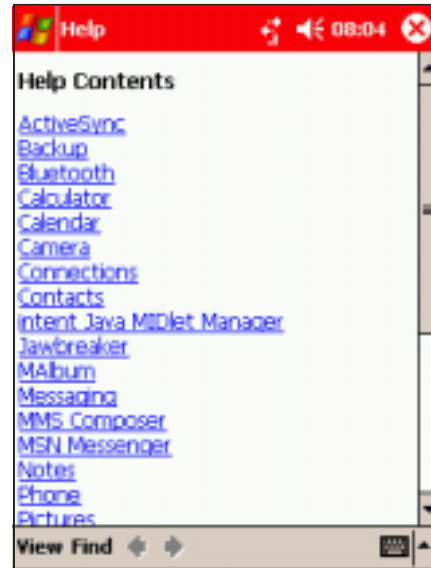 Help 08:04
Help Contents
ActiveSync
Backup
Bluetooth
Calculator
Calendar
Camera
Connections
Contacts
intent Java MIDlet Manager
Jawbreaker
MAlbum
Messaging
MMS Composer
MSN Messenger
Notes
Phone
Pictures
View Find